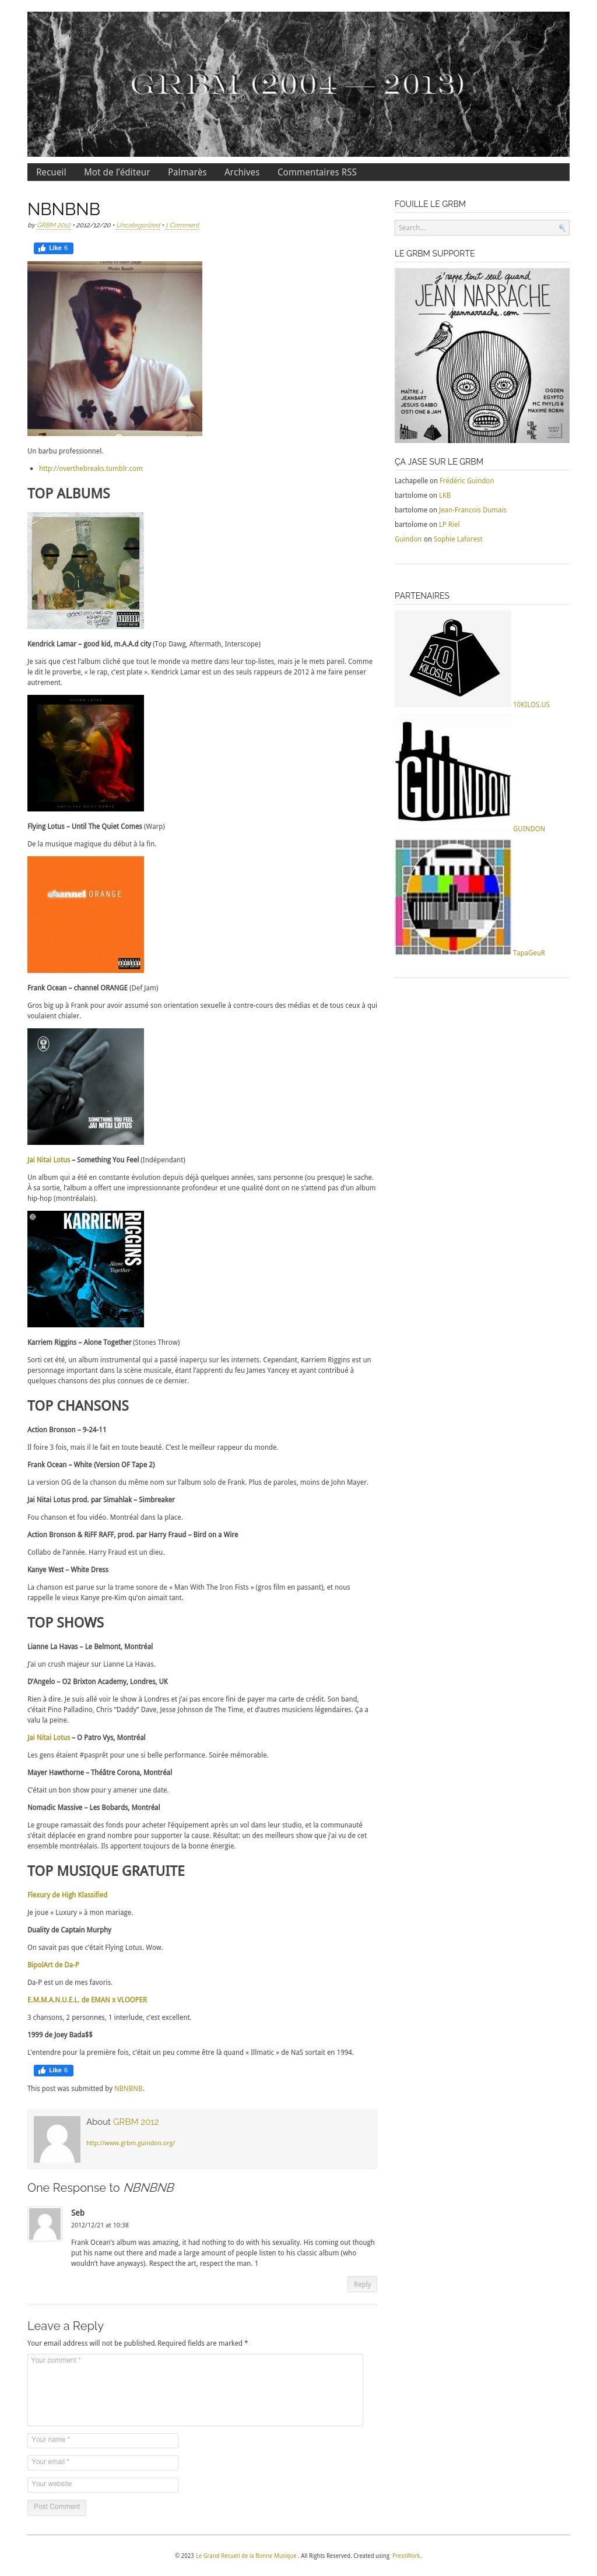 GRBM (2004 — 2013)
Recueil Mot de l'éditeur Palmarès Archives Commentaires RSS
NBNBNB
by GRBM 2012 • 2012/12/20 • Uncategorized • 1 Comment
Like 6
Un barbu professionnel.
http://overthebreaks.tumblr.com
TOP ALBUMS
Kendrick Lamar – good kid, m.A.A.d city (Top Dawg, Aftermath, Interscope)
Je sais que c'est l'album cliché que tout le monde va mettre dans leur top-listes, mais je le mets pareil. Comme
le dit le proverbe, « le rap, c'est plate ». Kendrick Lamar est un des seuls rappeurs de 2012 à me faire penser
autrement.
FLYING LOTUS
UNTIL THE QUIET COMES
Flying Lotus – Until The Quiet Comes (Warp)
De la musique magique du début à la fin.
channel ORANGE
Frank Ocean – channel ORANGE (Def Jam)
Gros big up à Frank pour avoir assumé son orientation sexuelle à contre-cours des médias et de tous ceux à qui
voulaient chialer.
SOMETHING YOU FEEL
JAI NITAI LOTUS
Jai Nitai Lotus – Something You Feel (Indépendant)
Un album qui a été en constante évolution depuis déjà quelques années, sans personne (ou presque) le sache.
À sa sortie, l'album a offert une impressionnante profondeur et une qualité dont on ne s'attend pas d'un album
hip-hop (montréalais).
KARRIEM
RIGGINS
Alone
Together
Karriem Riggins – Alone Together (Stones Throw)
Sorti cet été, un album instrumental qui a passé inaperçu sur les internets. Cependant, Karriem Riggins est un
personnage important dans la scène musicale, étant l'apprenti du feu James Yancey et ayant contribué à
quelques chansons des plus connues de ce dernier.
TOP CHANSONS
Action Bronson – 9-24-11
Il foire 3 fois, mais il le fait en toute beauté. C'est le meilleur rappeur du monde.
Frank Ocean – White (Version OF Tape 2)
La version OG de la chanson du même nom sur l'album solo de Frank. Plus de paroles, moins de John Mayer.
Jai Nitai Lotus prod. par Simahlak – Simbreaker
Fou chanson et fou vidéo. Montréal dans la place.
Action Bronson & RiFF RAFF, prod. par Harry Fraud – Bird on a Wire
Collabo de l'année. Harry Fraud est un dieu.
Kanye West – White Dress
La chanson est parue sur la trame sonore de « Man With The Iron Fists » (gros film en passant), et nous
rappelle le vieux Kanye pre-Kim qu'on aimait tant.
TOP SHOWS
Lianne La Havas – Le Belmont, Montréal
J'ai un crush majeur sur Lianne La Havas.
D'Angelo – O2 Brixton Academy, Londres, UK
Rien à dire. Je suis allé voir le show à Londres et j'ai pas encore fini de payer ma carte de crédit. Son band,
c'était Pino Palladino, Chris "Daddy" Dave, Jesse Johnson de The Time, et d'autres musiciens légendaires. Ça a
valu la peine.
Jai Nitai Lotus – O Patro Vys, Montréal
Les gens étaient #pasprêt pour une si belle performance. Soirée mémorable.
Mayer Hawthorne – Théâtre Corona, Montréal
C'était un bon show pour y amener une date.
Nomadic Massive – Les Bobards, Montréal
Le groupe ramassait des fonds pour acheter l'équipement après un vol dans leur studio, et la communauté
s'était déplacée en grand nombre pour supporter la cause. Résultat: un des meilleurs show que j'ai vu de cet
ensemble montréalais. Ils apportent toujours de la bonne énergie.
TOP MUSIQUE GRATUITE
Flexury de High Klassified
Je joue « Luxury » à mon mariage.
Duality de Captain Murphy
On savait pas que c'était Flying Lotus. Wow.
BipolArt de Da-P
Da-P est un de mes favoris.
E.M.M.A.N.U.E.L. de EMAN x VLOOPER
3 chansons, 2 personnes, 1 interlude, c'est excellent.
1999 de Joey Bada$$
L'entendre pour la première fois, c'était un peu comme être là quand « Illmatic » de NaS sortait en 1994.
Like 6
This post was submitted by NBNBNB.
About GRBM 2012
http://www.grbm.guindon.org/
One Response to NBNBNB
Seb
2012/12/21 at 10:38
Frank Ocean's album was amazing, it had nothing to do with his sexuality. His coming out though
put his name out there and made a large amount of people listen to his classic album (who
wouldn't have anyways). Respect the art, respect the man. 1
Reply
Leave a Reply
Your email address will not be published.Required fields are marked *
Your comment *
Your name *
Your email *
Your website
Post Comment
FOUILLE LE GRBM
Search...
LE GRBM SUPPORTE
j'rappe tout seul quand
JEAN NARRACHE
jeannarrache.com
MAITRE J
JEANBART
JESUIS GABBO
OSTI ONE & JAM
OGDEN
EGYPTO
MC PHYLIS &
MAXIME ROBIN
ÇA JASE SUR LE GRBM
Lachapelle on Frédéric Guindon
bartolome on LKB
bartolome on Jean-Francois Dumais
bartolome on LP Riel
Guindon on Sophie Laforest
PARTENAIRES
10
KILOS.US
10KILOS.US
GUINDON
GUINDON
TapaGeuR
© 2023 Le Grand Recueil de la Bonne Musique . All Rights Reserved. Created using PressWork.